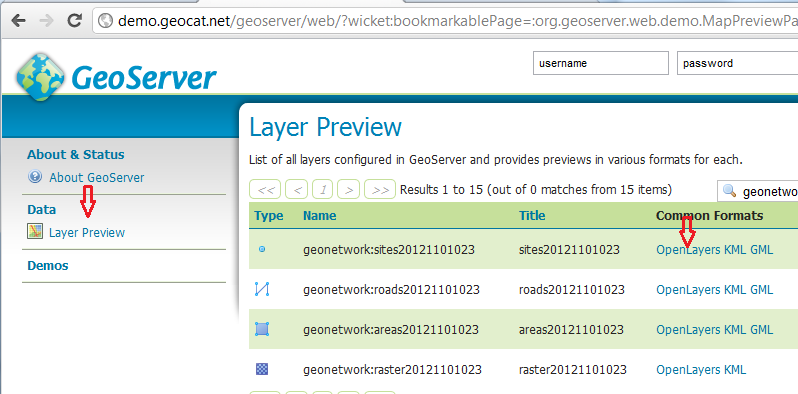 demo.geocat.net/geoserver/web/?wicket:bookmarkablePage=:org.geoserver.web.demo.MapPreviewPa
GeoServer
username
password
About & Status
About GeoServer
Data
Layer Preview
Demos
Layer Preview
List of all layers configured in GeoServer and provides previews in various formats for each.
<< < 1 > >> Results 1 to 15 (out of 0 matches from 15 items) geonetwork
Type Name Title Common Formats
geonetwork:sites20121101023 sites20121101023 OpenLayers KML GML
geonetwork:roads20121101023 roads20121101023 OpenLayers KML GML
geonetwork:areas20121101023 areas20121101023 OpenLayers KML GML
geonetwork:raster20121101023 raster20121101023 OpenLayers KML